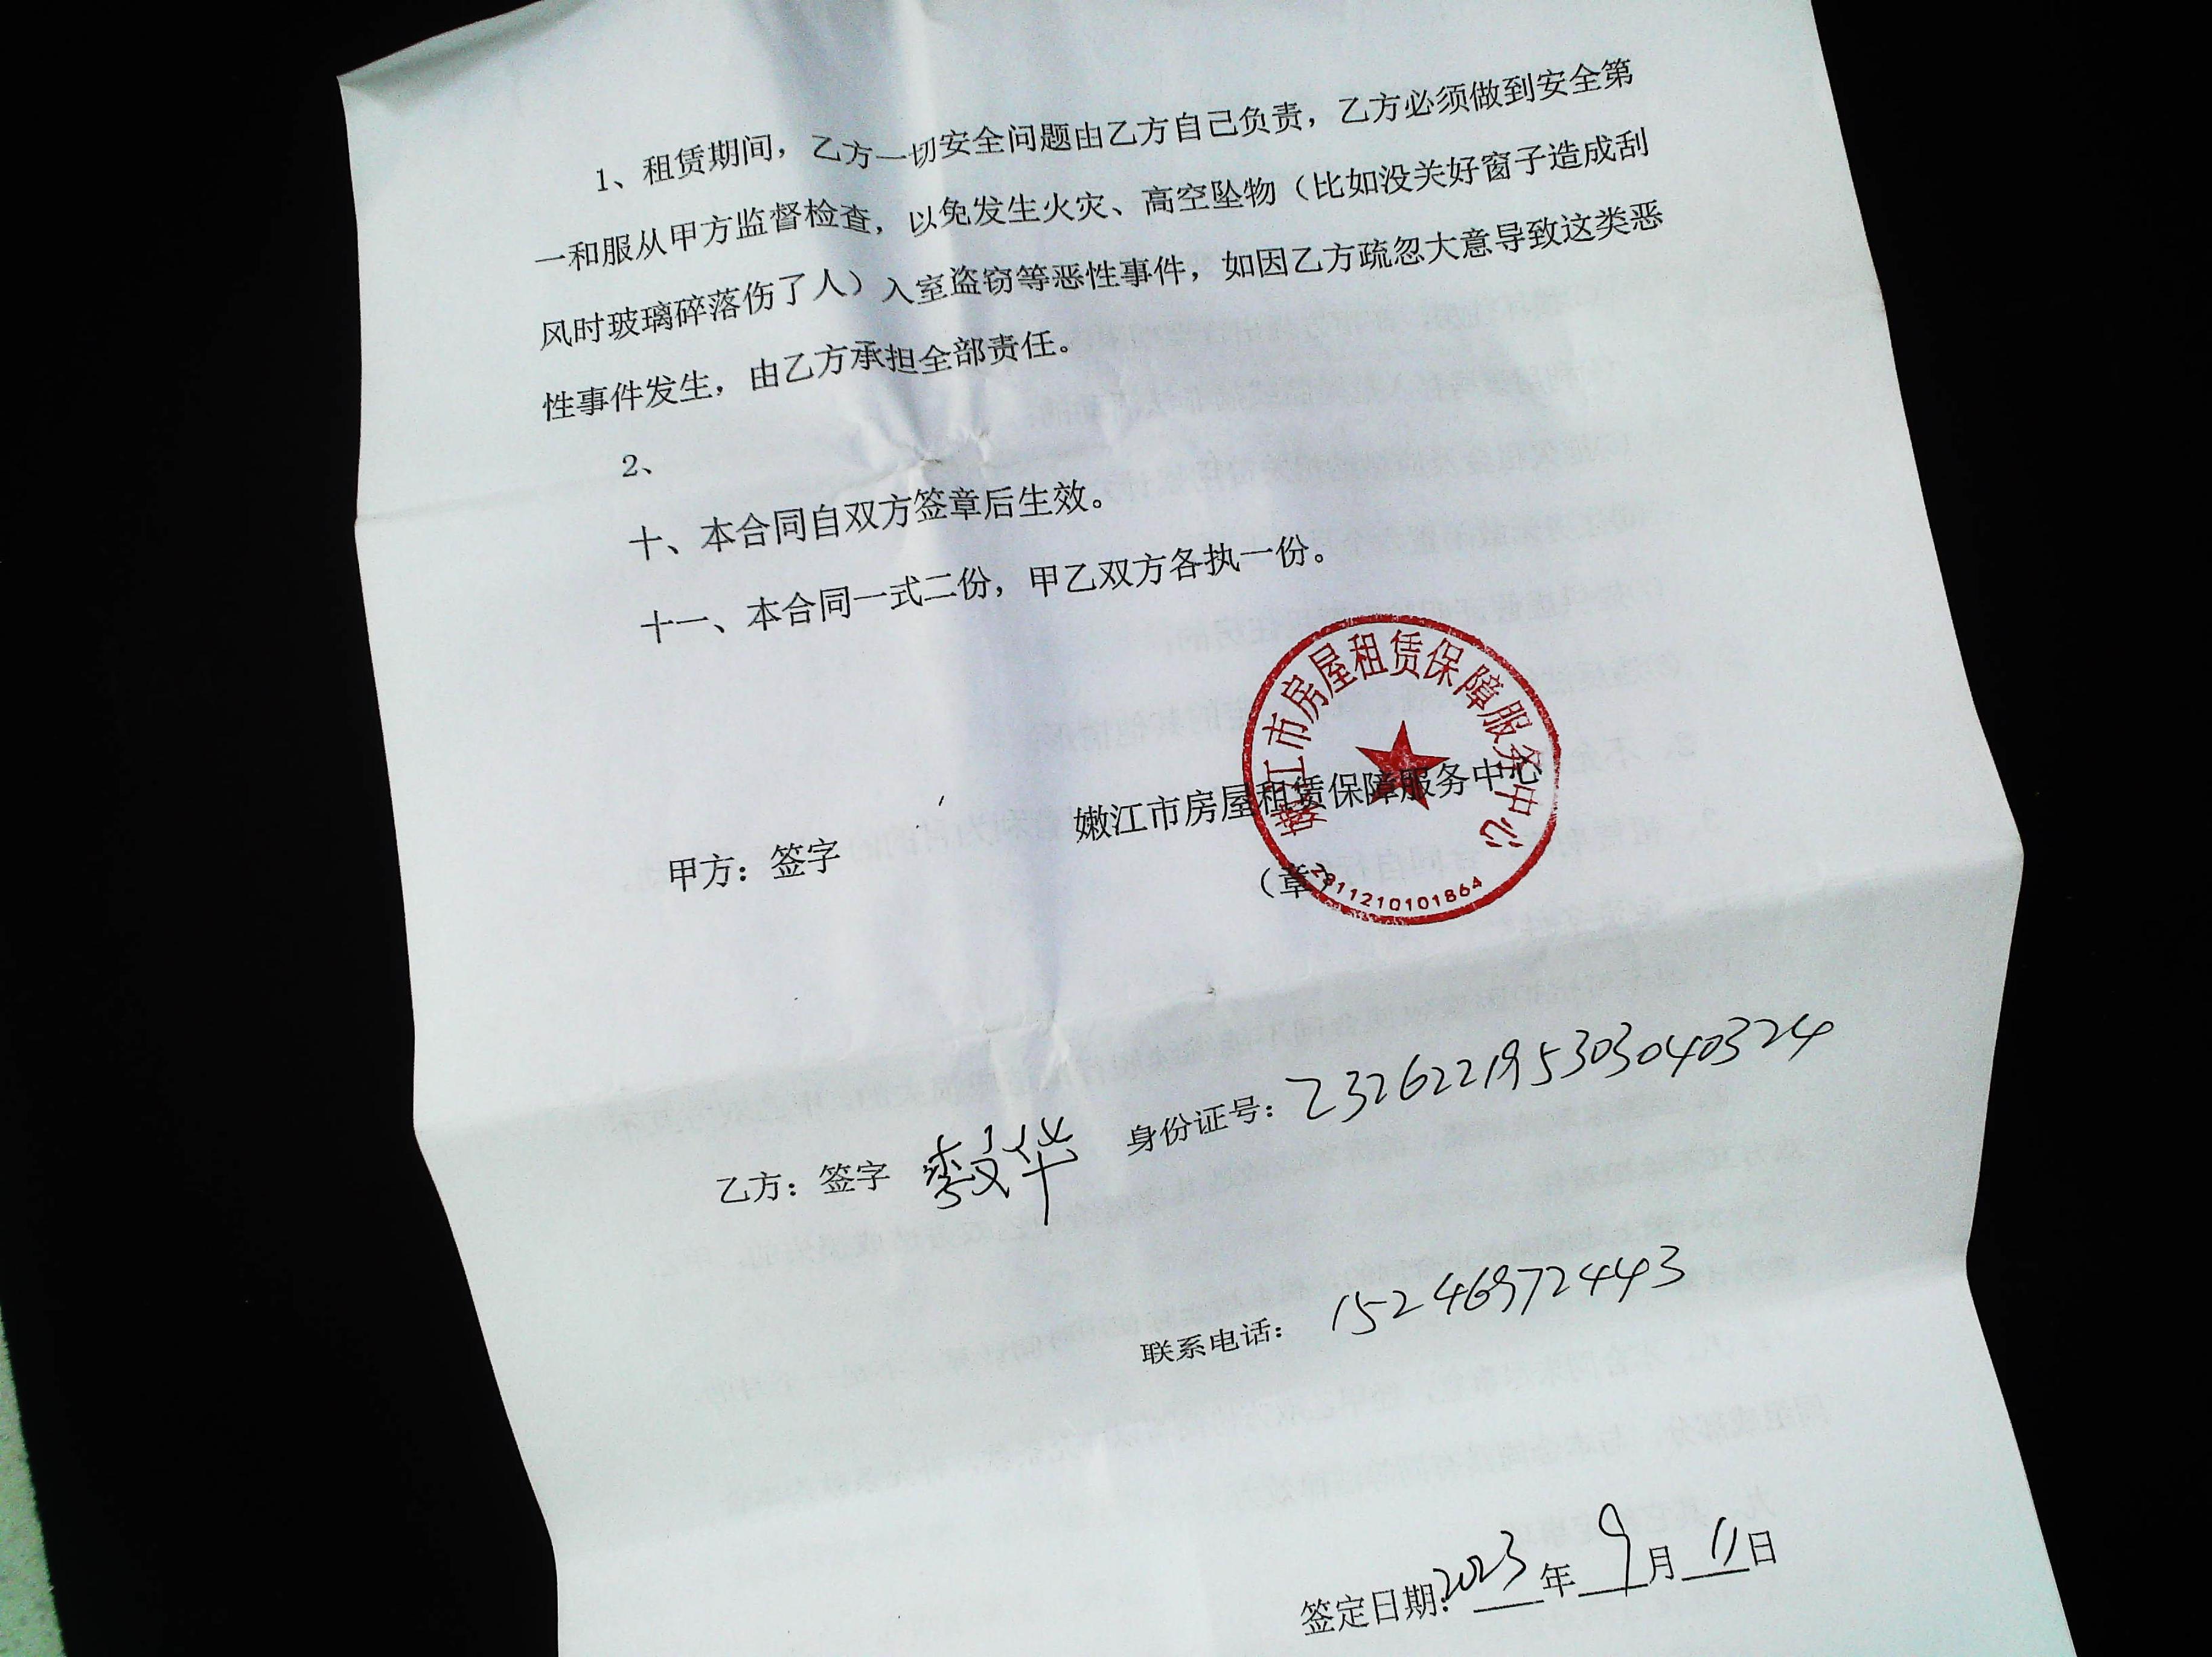 1、租赁期间，乙方一切安全问题由乙方自己负责，乙方必须做到安全第
一和服从甲方监督检查，以免发生火灾、高空坠物（比如没关好窗子造成刮
风时玻璃碎落伤了人）入室盗窃等恶性事件，如因乙方疏忽大意导致这类恶
性事件发生，由乙方承担全部责任。
2、
十、本合同自双方签章后生效。
十一、本合同一式二份，甲乙双方各执一份。
嫩江市房屋租赁保障服务中心
甲方：签字 嫩江市房屋租赁保障服务中心
（章）
2311210101864
乙方：签字 李文华 身份证号：232622195303040324
联系电话：15246972443
签定日期：2023年9月11日